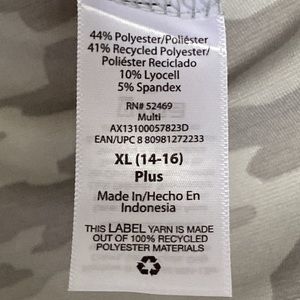 44% Polyester/Poliéster
41% Recycled Polyester/
Poliéster Reciclado
10% Lyocell
5% Spandex
RN# 52469
Multi
AX13100057823D
EAN/UPC 8 80981272233
XL (14-16)
Plus
Made In/Hecho En
Indonesia
THIS LABEL YARN IS MADE
OUT OF 100% RECYCLED
POLYESTER MATERIALS